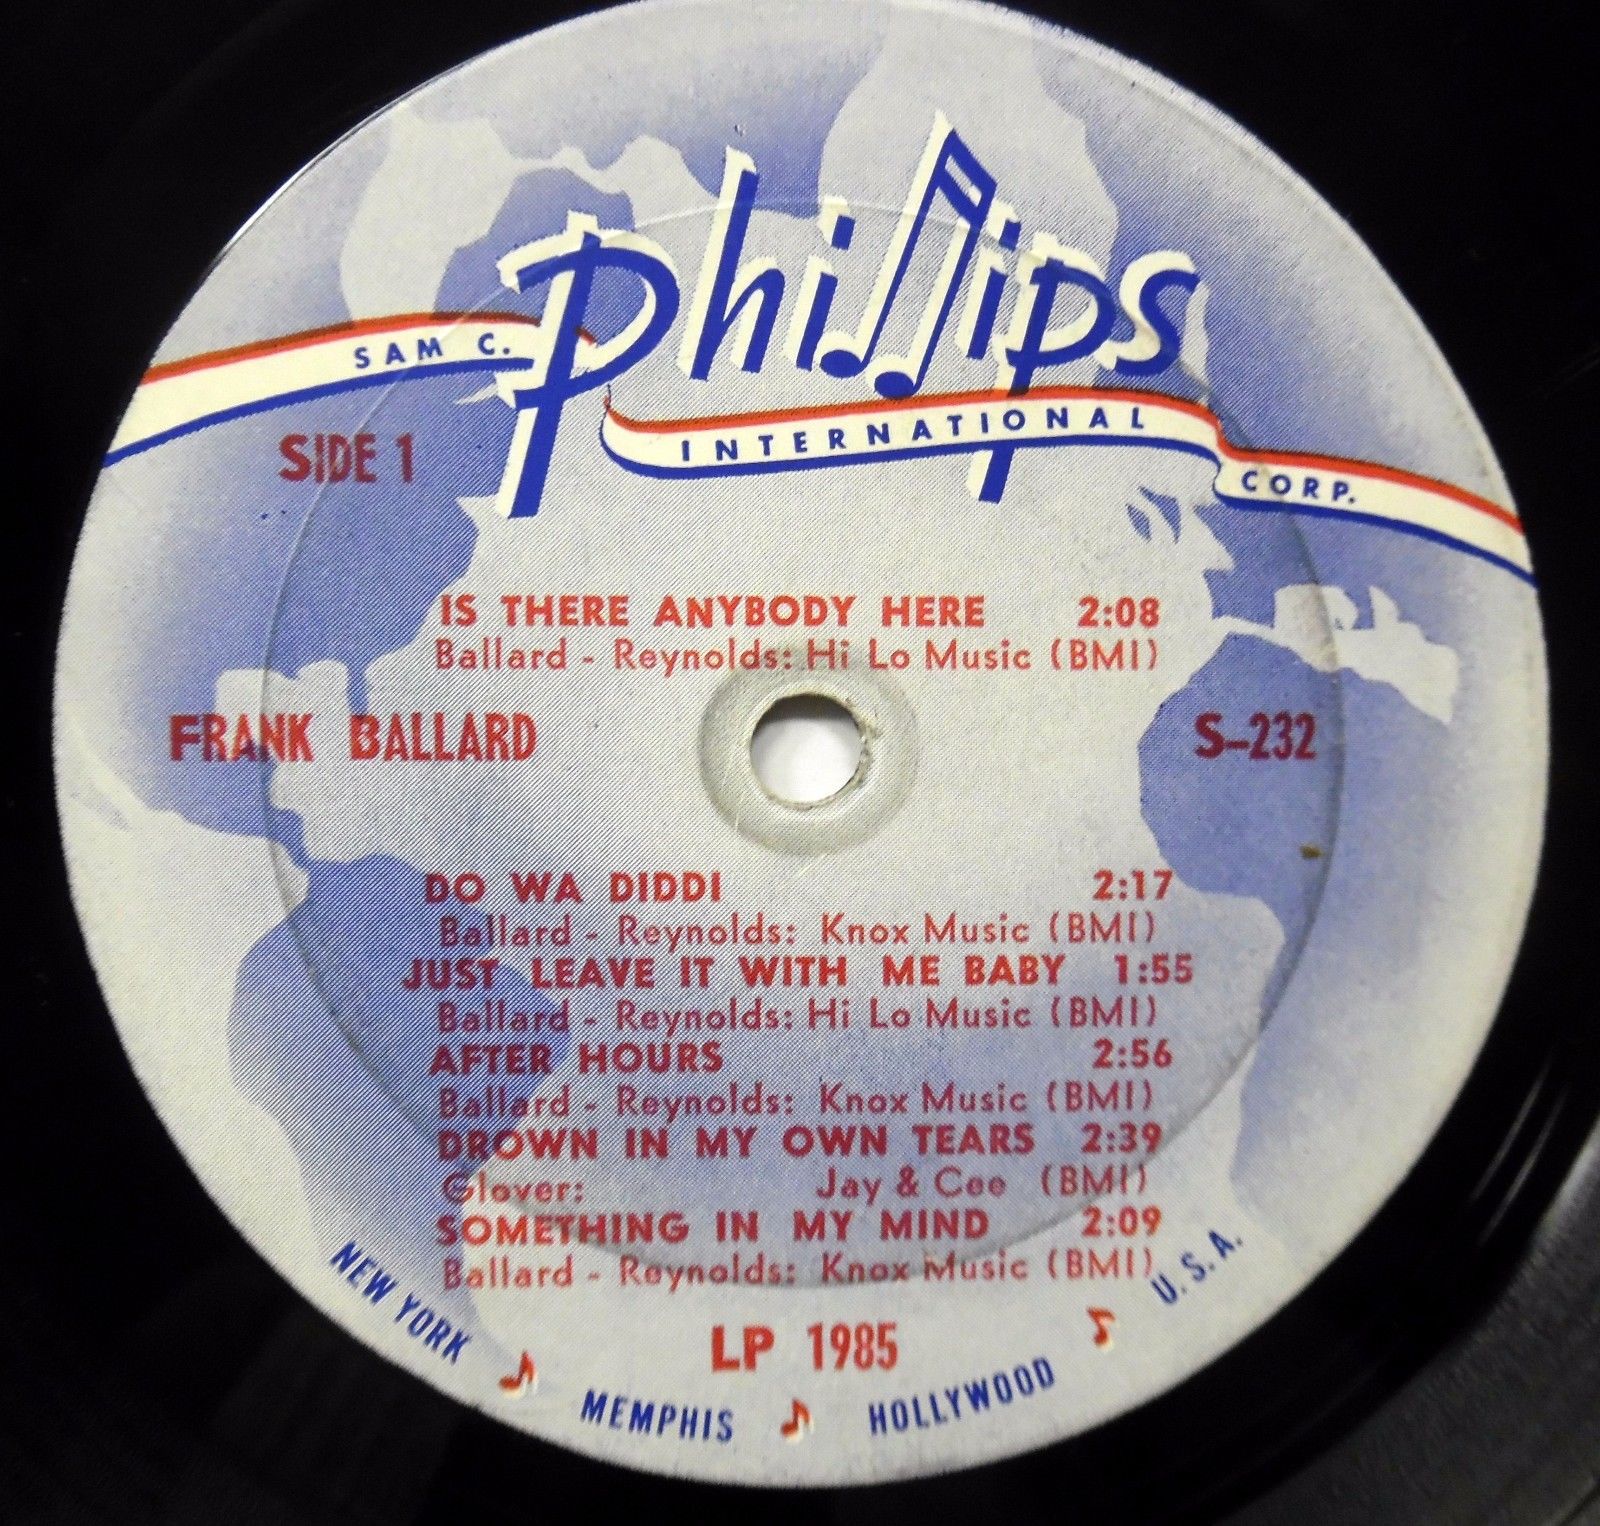 SAM C. Phillips
INTERNATIONAL
CORP.
SIDE 1
IS THERE ANYBODY HERE 2:08
Ballard - Reynolds: Hi Lo Music (BMI)
FRANK BALLARD S-232
DO WA DIDDI 2:17
Ballard - Reynolds: Knox Music (BMI)
JUST LEAVE IT WITH ME BABY 1:55
Ballard - Reynolds: Hi Lo Music (BMI)
AFTER HOURS 2:56
Ballard - Reynolds: Knox Music (BMI)
DROWN IN MY OWN TEARS 2:39
Glover: Jay & Cee (BMI)
SOMETHING IN MY MIND 2:09
Ballard - Reynolds: Knox Music (BMI)
LP 1985
NEW YORK MEMPHIS HOLLYWOOD U.S.A.